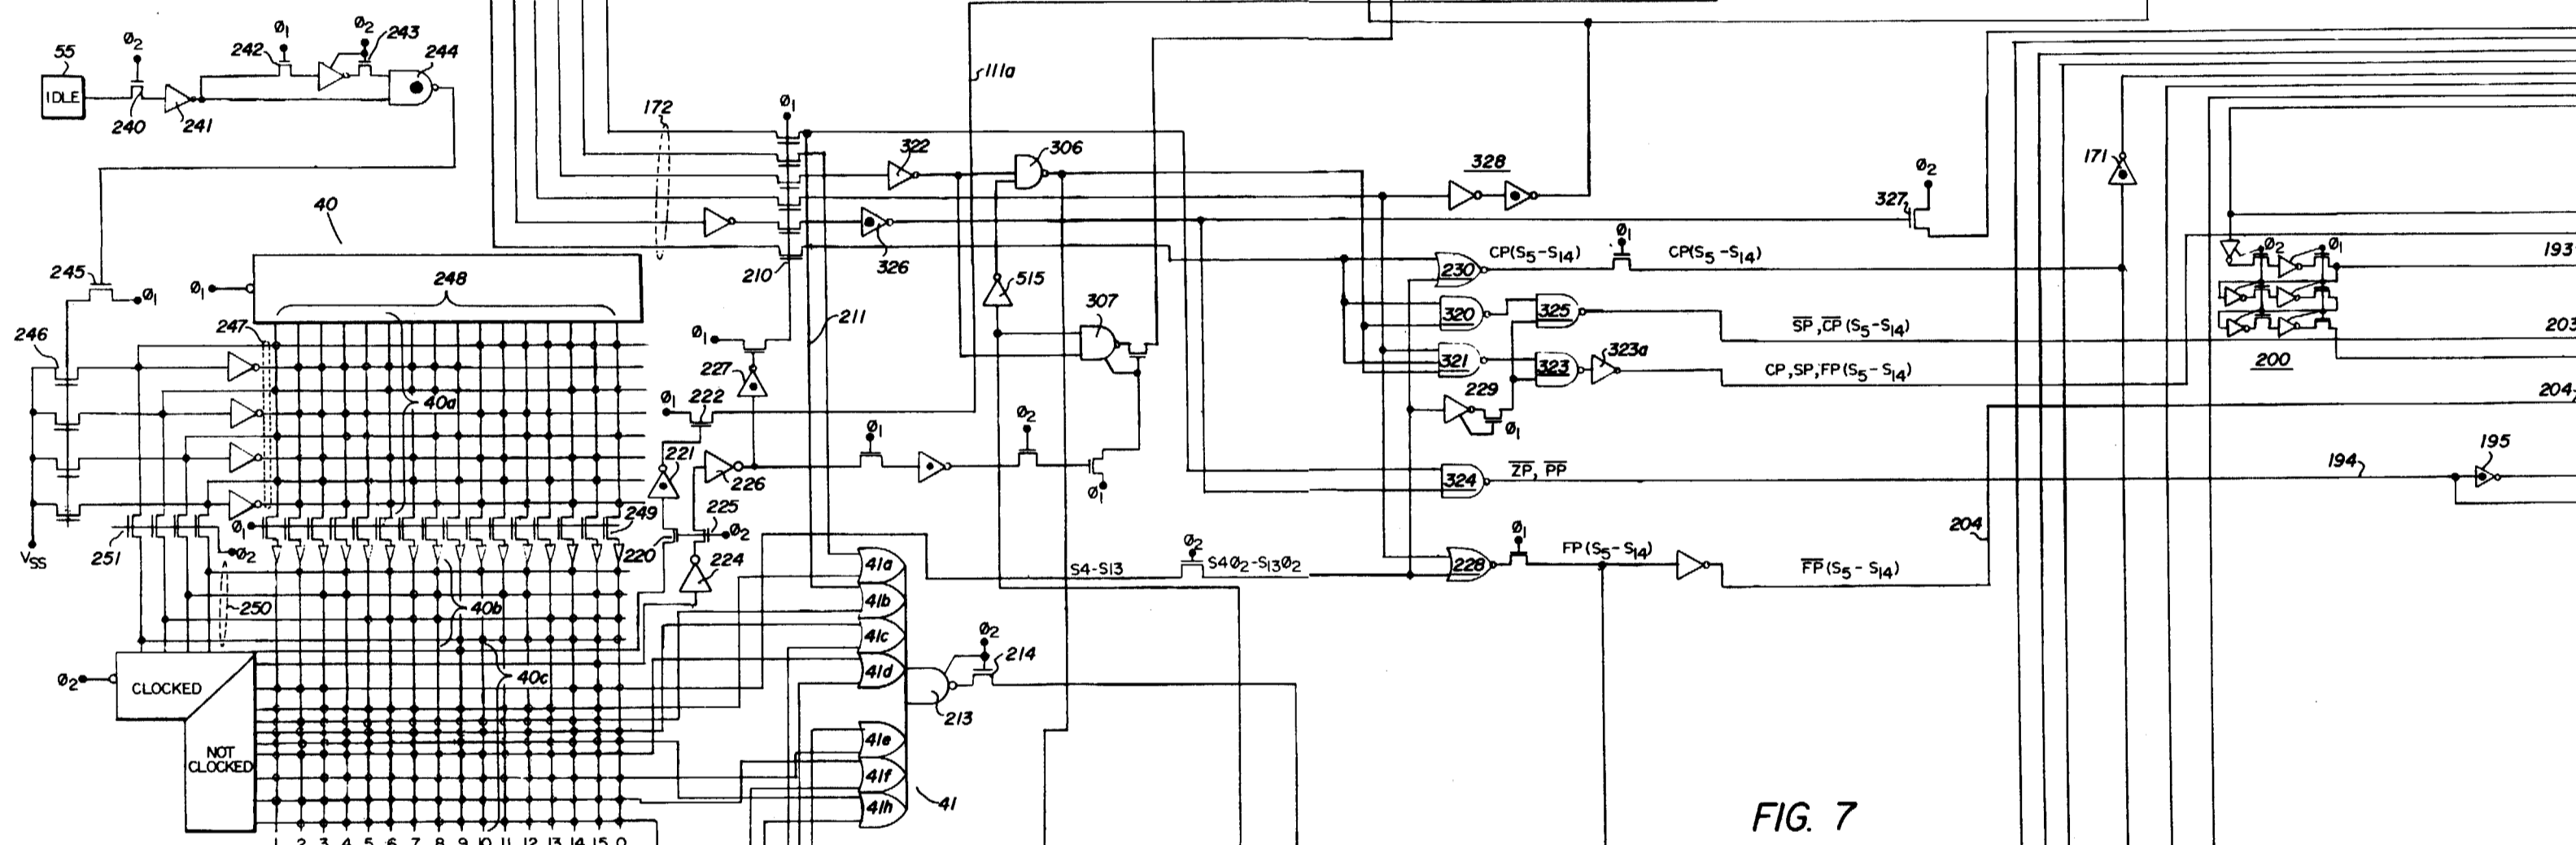 55
IDLE
Ø2
240
241
Ø1
242
Ø2
243
244
111a
172
Ø1
322
306
328
171
Ø2
327
40
210
326
515
307
211
245
Ø1
Ø1
248
247
246
40a
Ø1
227
Ø1
222
221
226
Ø1
Ø2
Ø1
225
Ø2
220
224
249
Ø1
Ø2
251
VSS
250
40b
40c
Ø2
CLOCKED
NOT CLOCKED
1 2 3 4 5 6 7 8 9 10 11 12 13 14 15 0
41a
41b
41c
41d
41e
41f
41h
41
213
Ø2
214
230
CP(S5–S14)
Ø1
CP(S5–S14)
320
325
S̅P̅, C̅P̅ (S5–S14)
321
323
323a
CP, SP, FP(S5–S14)
229
Ø1
324
Z̅P̅, P̅P̅
194
195
S4–S13
Ø2
S4Ø2–S13Ø2
228
Ø1
FP(S5–S14)
F̅P̅(S5–S14)
204
Ø2
Ø1
200
193
203
204
FIG. 7